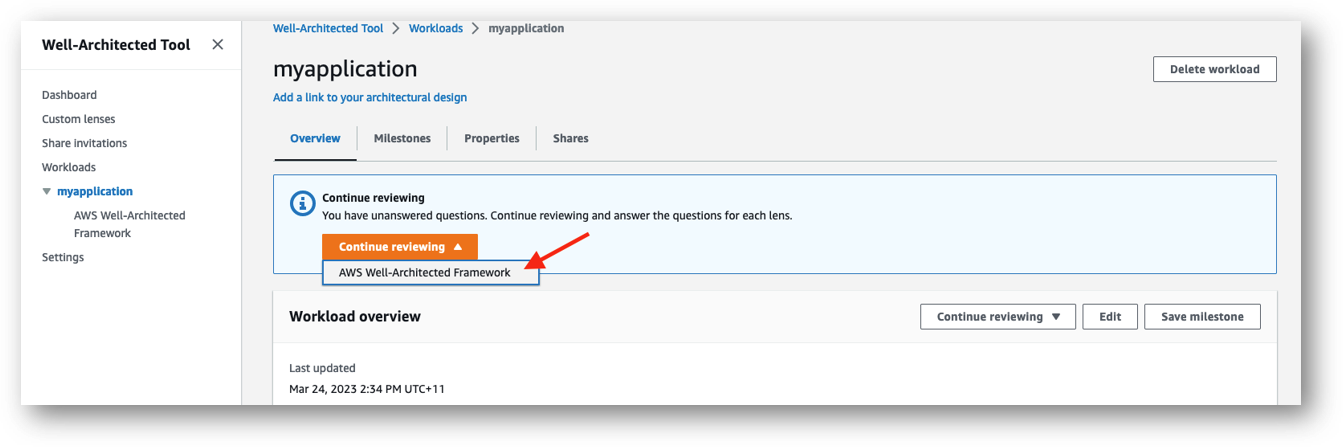 Well-Architected Tool
Dashboard
Custom lenses
Share invitations
Workloads
myapplication
AWS Well-Architected
Framework
Settings
Well-Architected Tool > Workloads > myapplication
myapplication
Delete workload
Add a link to your architectural design
Overview
Milestones
Properties
Shares
Continue reviewing
You have unanswered questions. Continue reviewing and answer the questions for each lens.
Continue reviewing
AWS Well-Architected Framework
Workload overview
Continue reviewing
Edit
Save milestone
Last updated
Mar 24, 2023 2:34 PM UTC+11